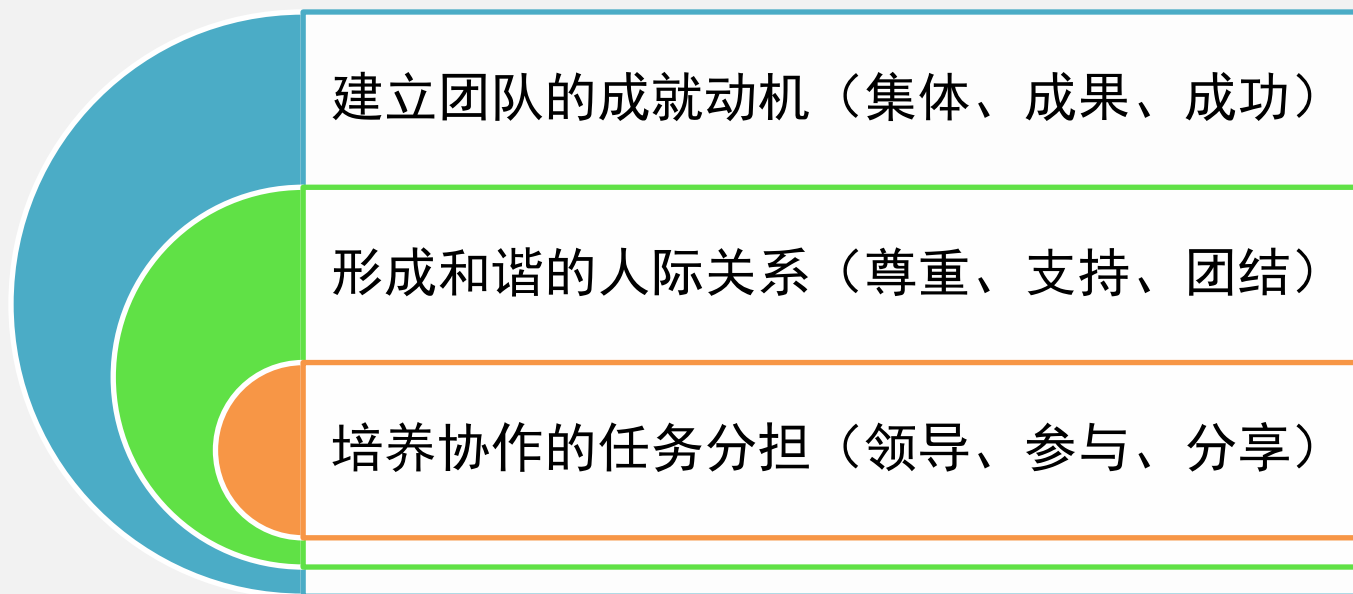 建立团队的成就动机（集体、成果、成功）
形成和谐的人际关系（尊重、支持、团结）
培养协作的任务分担（领导、参与、分享）